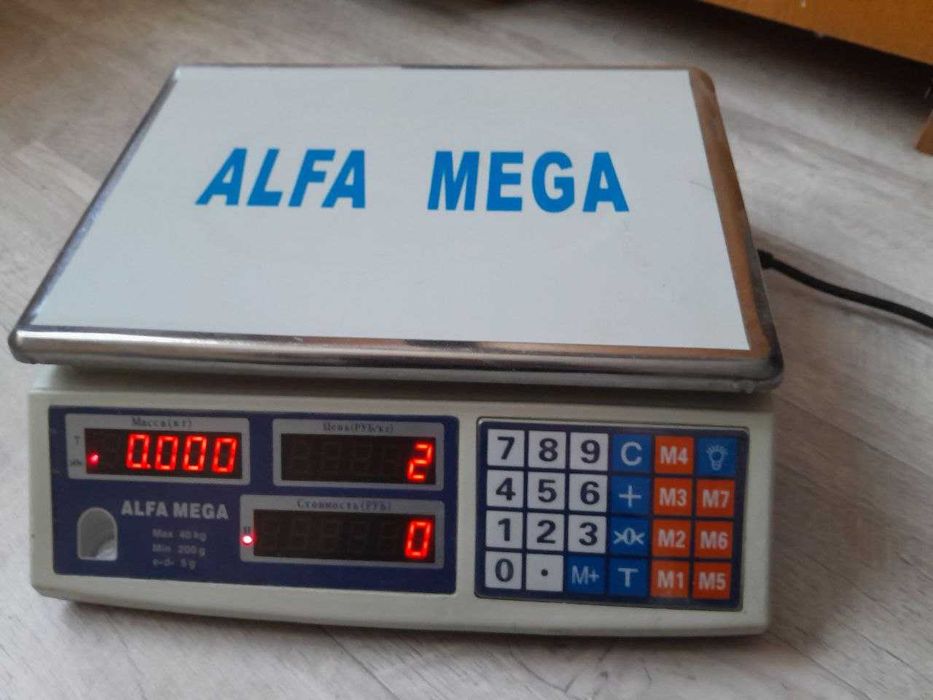 ALFA MEGA
Масса(кг)
T
0.000
Цена(РУБ/кг)
2
Стоимость(РУБ)
0
ALFA MEGA
Max 40 kg
Min 200 g
e=d= 5 g
7 8 9 C M4
4 5 6 + M3 M7
1 2 3 >0< M2 M6
0 . M+ T M1 M5